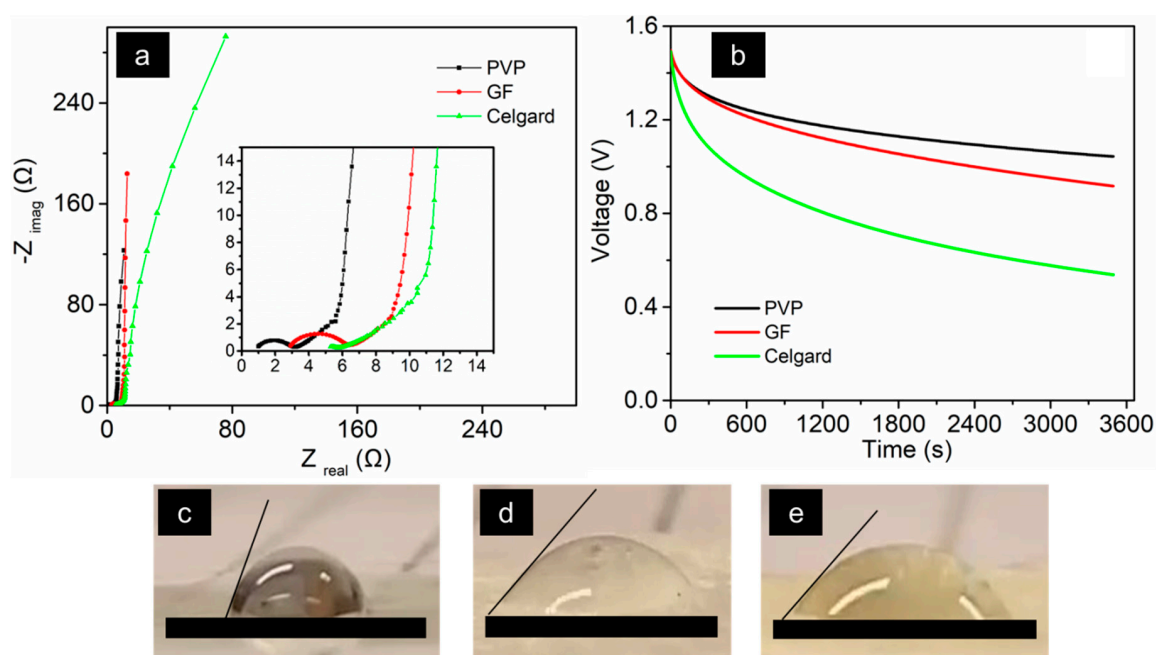 a
PVP
GF
Celgard
-Z imag (Ω)
240
160
80
0
0
80
160
240
Z real (Ω)
15
14
12
10
8
6
4
2
0
0
2
4
6
8
10
12
14 15
b
Voltage (V)
1.6
1.2
0.8
0.4
0.0
PVP
GF
Celgard
0
600
1200
1800
2400
3000
3600
Time (s)
c
d
e